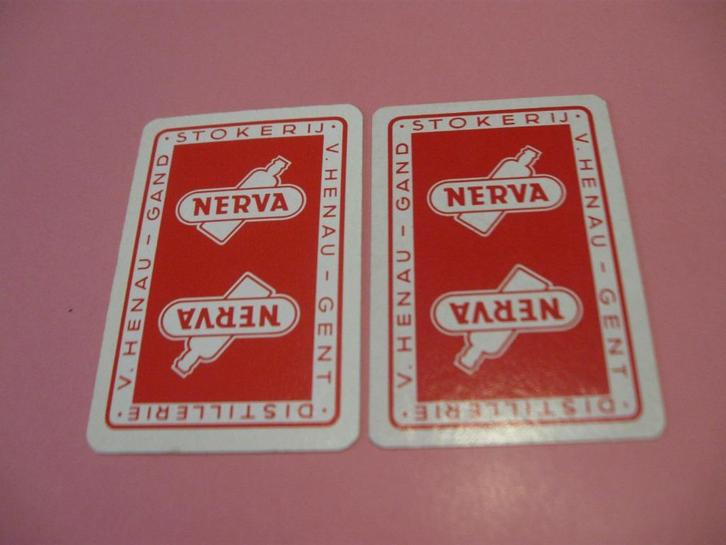 • STOKERIJ •
V. HENAU – GENT
• DISTILLERIE •
V. HENAU – GAND
NERVA
NERVA
• STOKERIJ •
V. HENAU – GENT
• DISTILLERIE •
V. HENAU – GAND
NERVA
NERVA